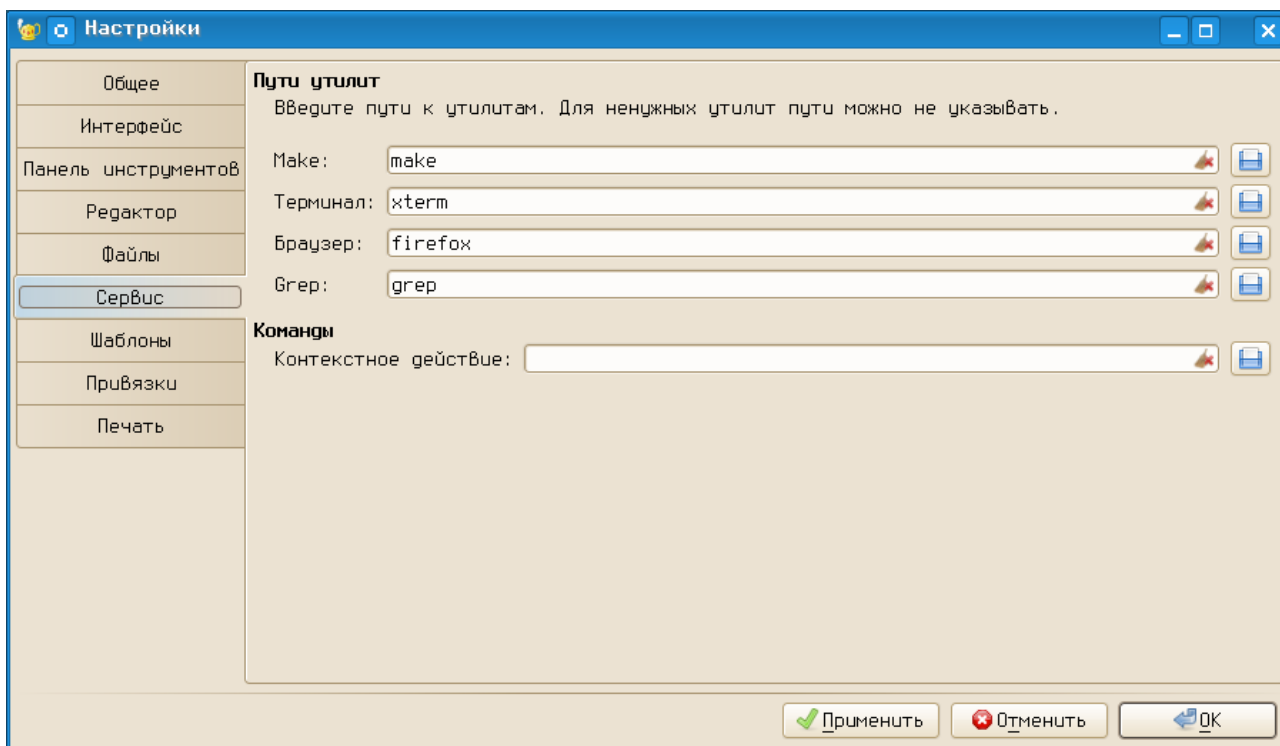 Настройки
Общее
Интерфейс
Панель инструментов
Редактор
Файлы
Сервис
Шаблоны
Привязки
Печать
Пути утилит
Введите пути к утилитам. Для ненужных утилит пути можно не указывать.
Make: make
Терминал: xterm
Браузер: firefox
Grep: grep
Команды
Контекстное действие:
Применить Отменить OK